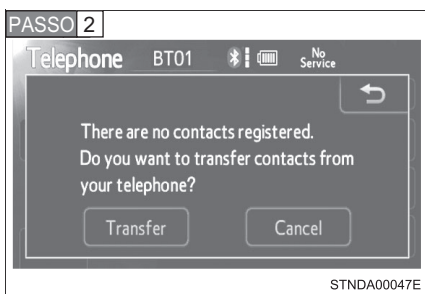 PASSO 2
Telephone BT01 No Service
There are no contacts registered.
Do you want to transfer contacts from
your telephone?
Transfer Cancel
STNDA00047E